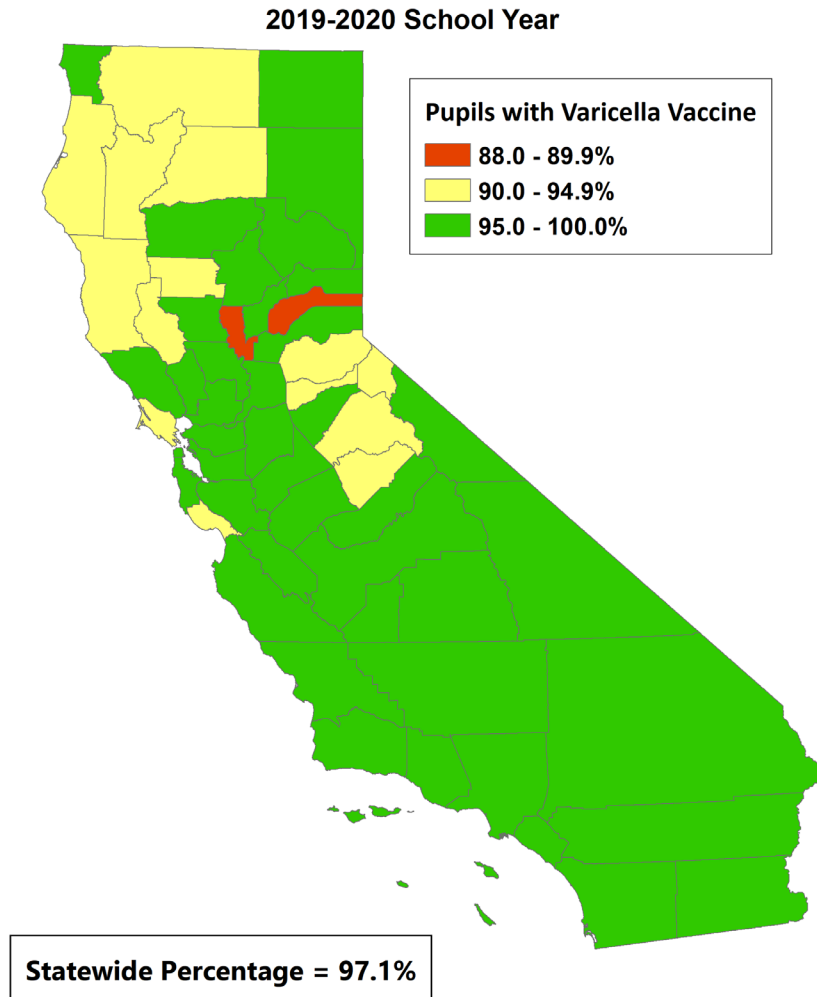 2019-2020 School Year
Pupils with Varicella Vaccine
88.0 - 89.9%
90.0 - 94.9%
95.0 - 100.0%
Statewide Percentage = 97.1%